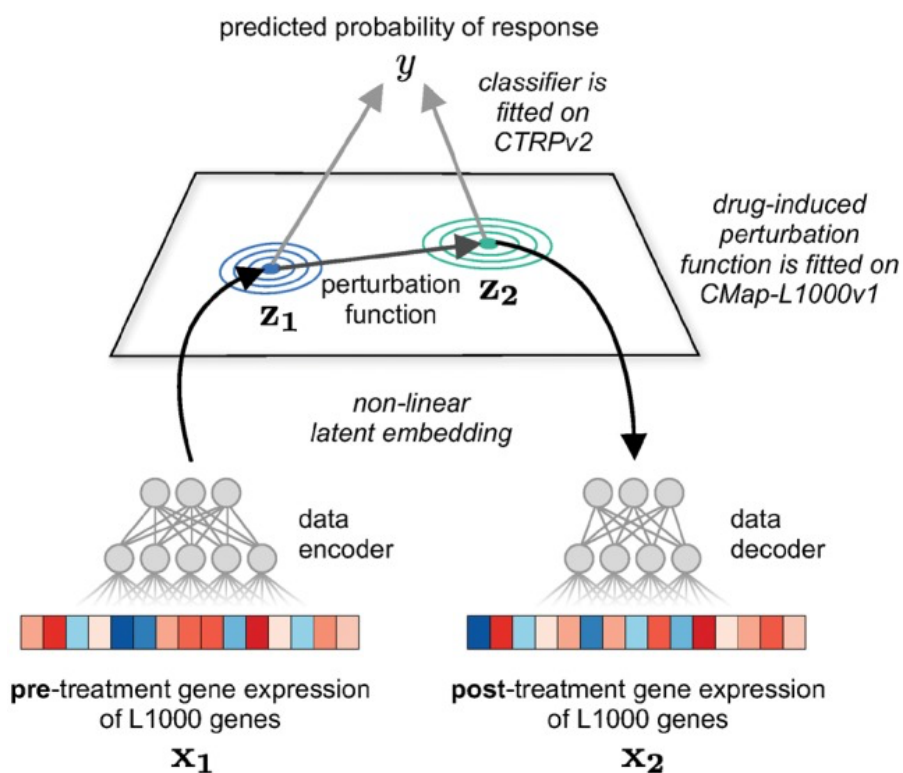 predicted probability of response
y
classifier is
fitted on
CTRPv2
drug-induced
perturbation
function is fitted on
CMap-L1000v1
perturbation
function
z₁
z₂
non-linear
latent embedding
data
encoder
data
decoder
pre-treatment gene expression
of L1000 genes
x₁
post-treatment gene expression
of L1000 genes
x₂